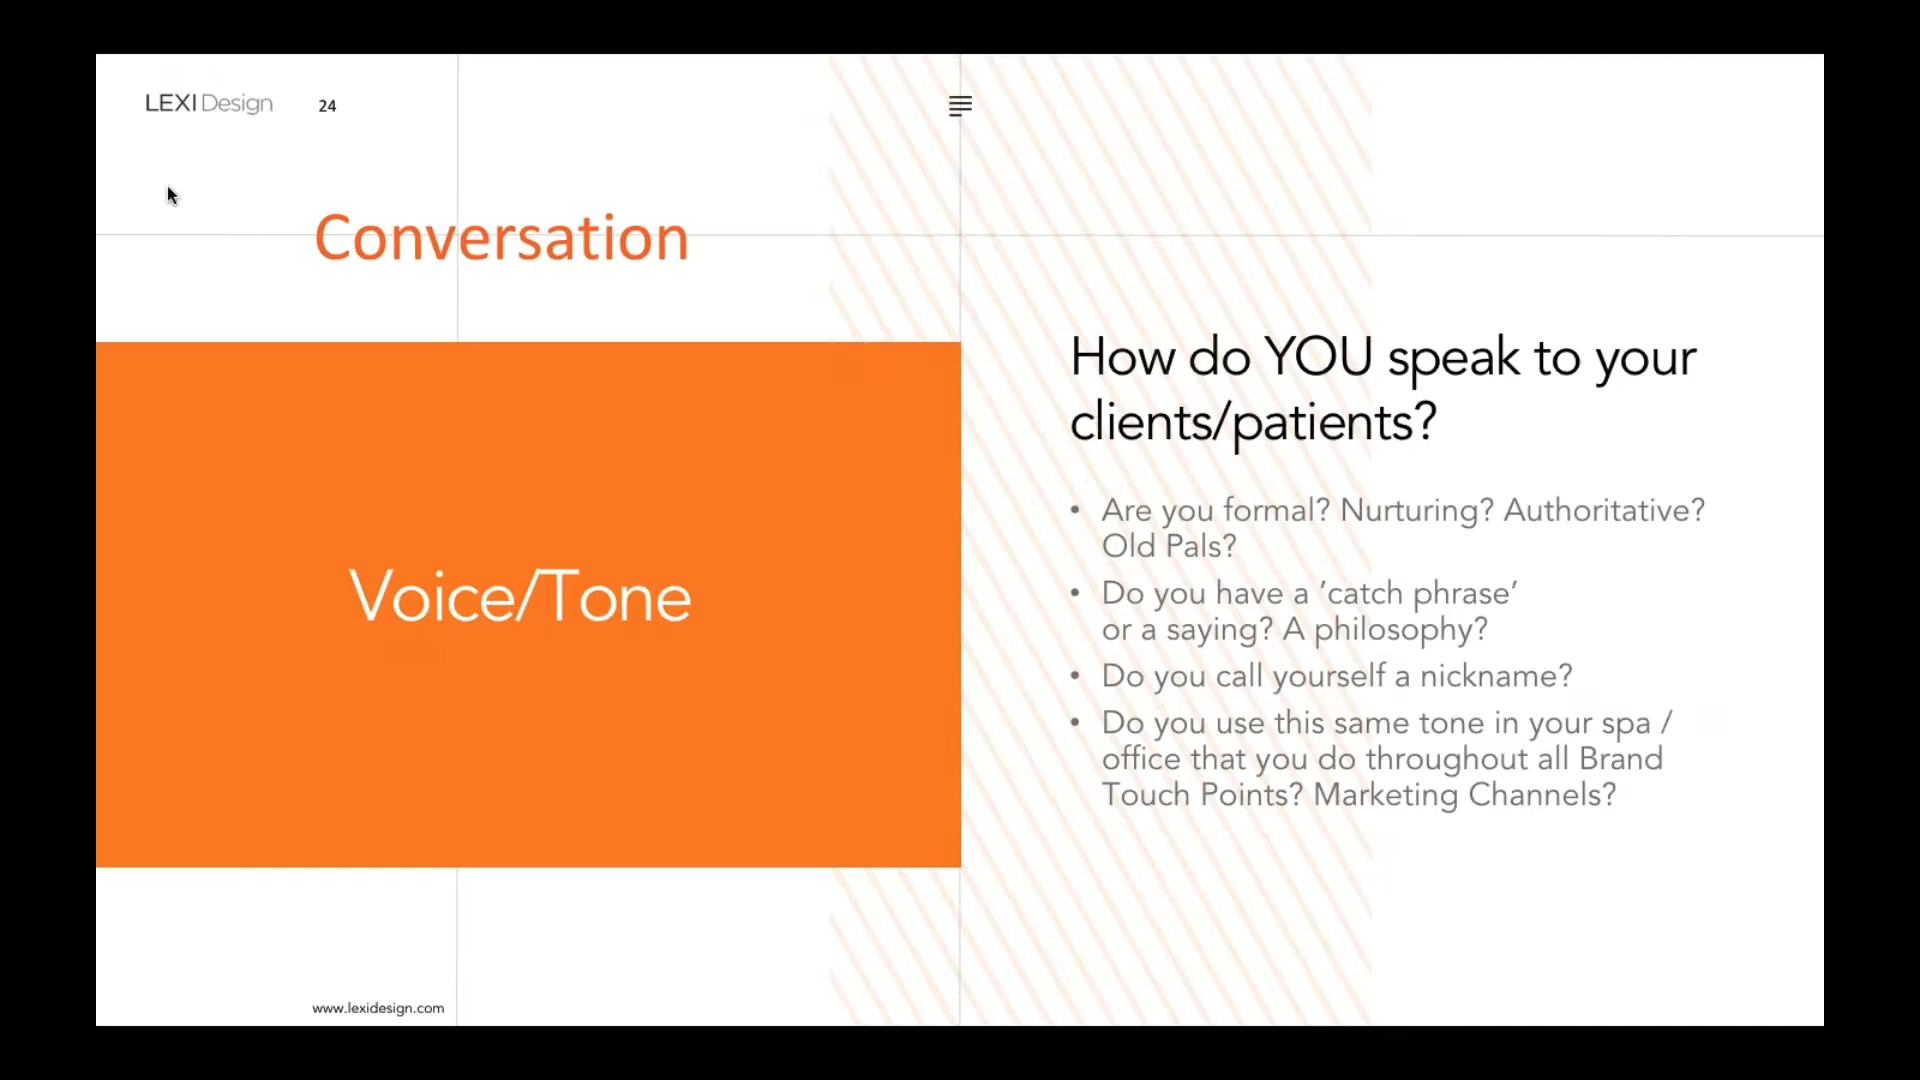 LEXI Design
24
Conversation
Voice/Tone
How do YOU speak to your
clients/patients?
• Are you formal? Nurturing? Authoritative?
Old Pals?
• Do you have a ‘catch phrase’
or a saying? A philosophy?
• Do you call yourself a nickname?
• Do you use this same tone in your spa /
office that you do throughout all Brand
Touch Points? Marketing Channels?
www.lexidesign.com